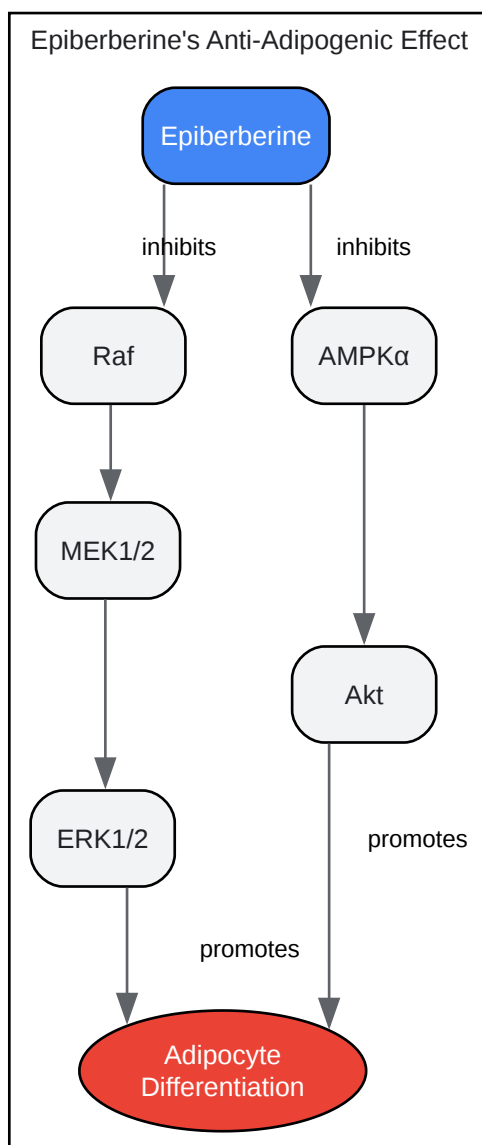 Epiberberine's Anti-Adipogenic Effect
Epiberberine
inhibits
inhibits
Raf
AMPKα
MEK1/2
Akt
ERK1/2
promotes
promotes
Adipocyte
Differentiation